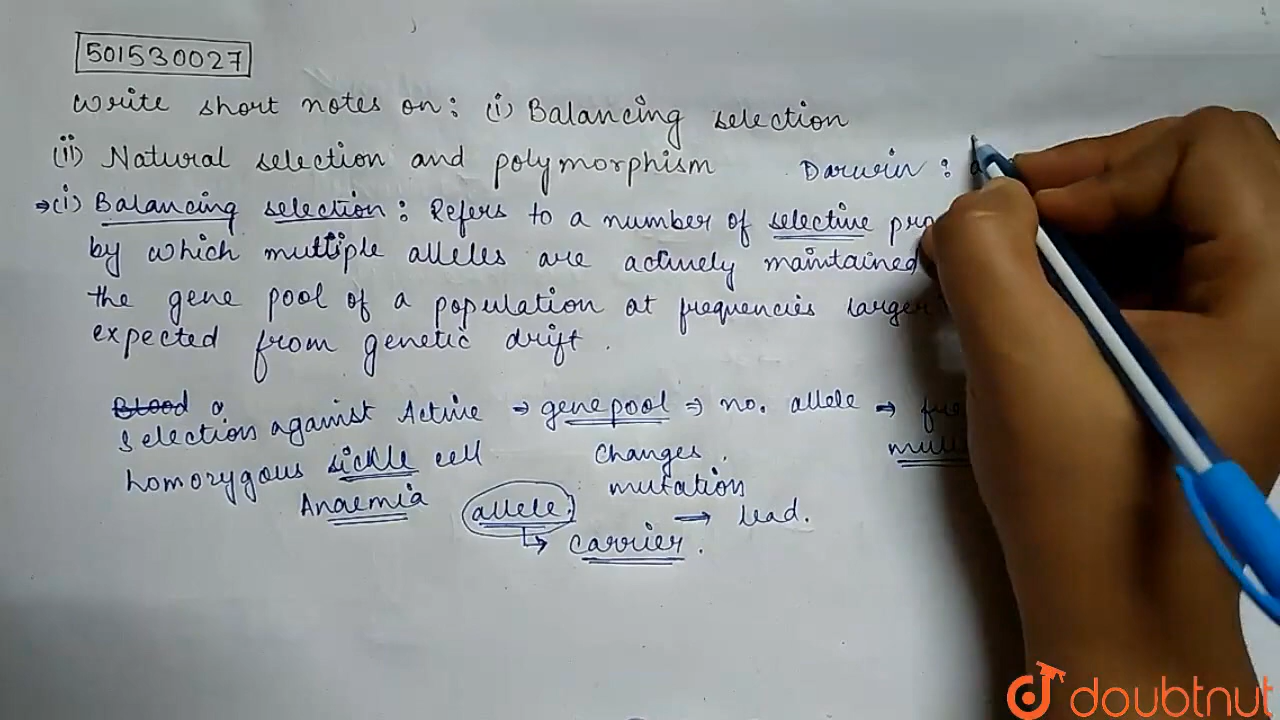 501530027
Write short notes on: (i) Balancing selection
(ii) Natural selection and polymorphism Darwin :
⇒(i) Balancing selection: Refers to a number of selective
by which multiple alleles are actively maintained
the gene pool of a population at frequencies larger
expected from genetic drift.
Blood
selection against Active ⇒ gene pool ⇒ no. allele ⇒
homozygous sickle cell changes.
Anaemia allele. mutation
→ lead.
↳ carrier.
doubtnut